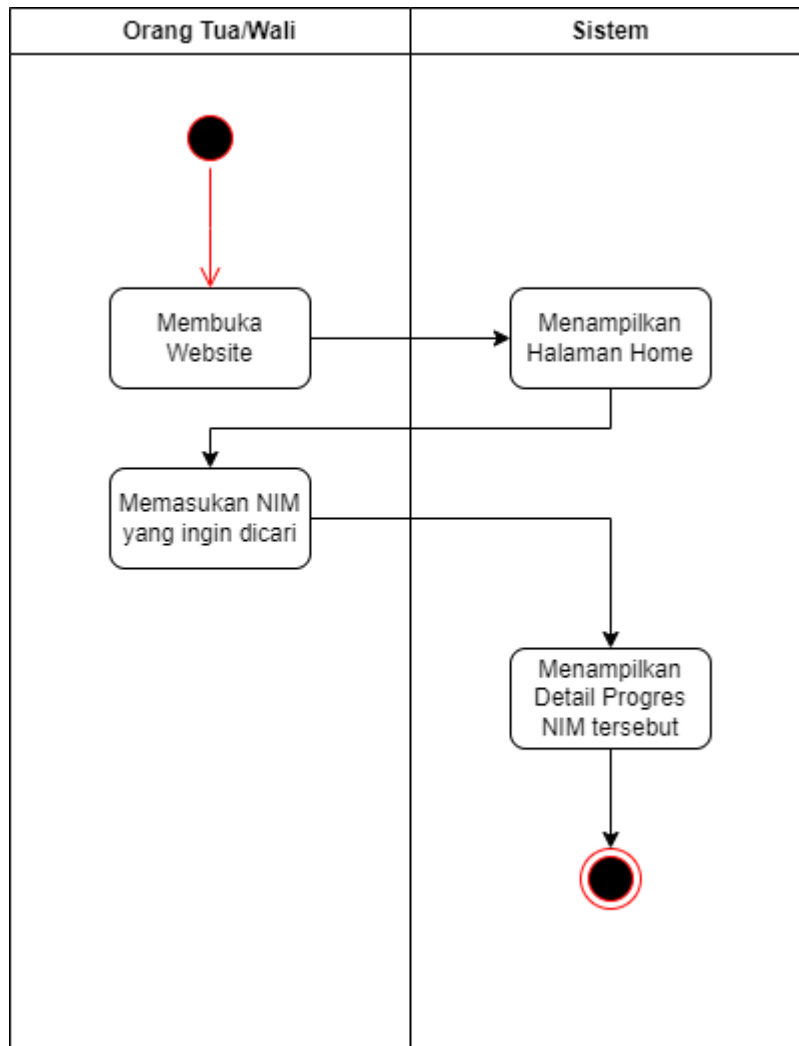 Orang Tua/Wali
Sistem
Membuka
Website
Menampilkan
Halaman Home
Memasukan NIM
yang ingin dicari
Menampilkan
Detail Progres
NIM tersebut